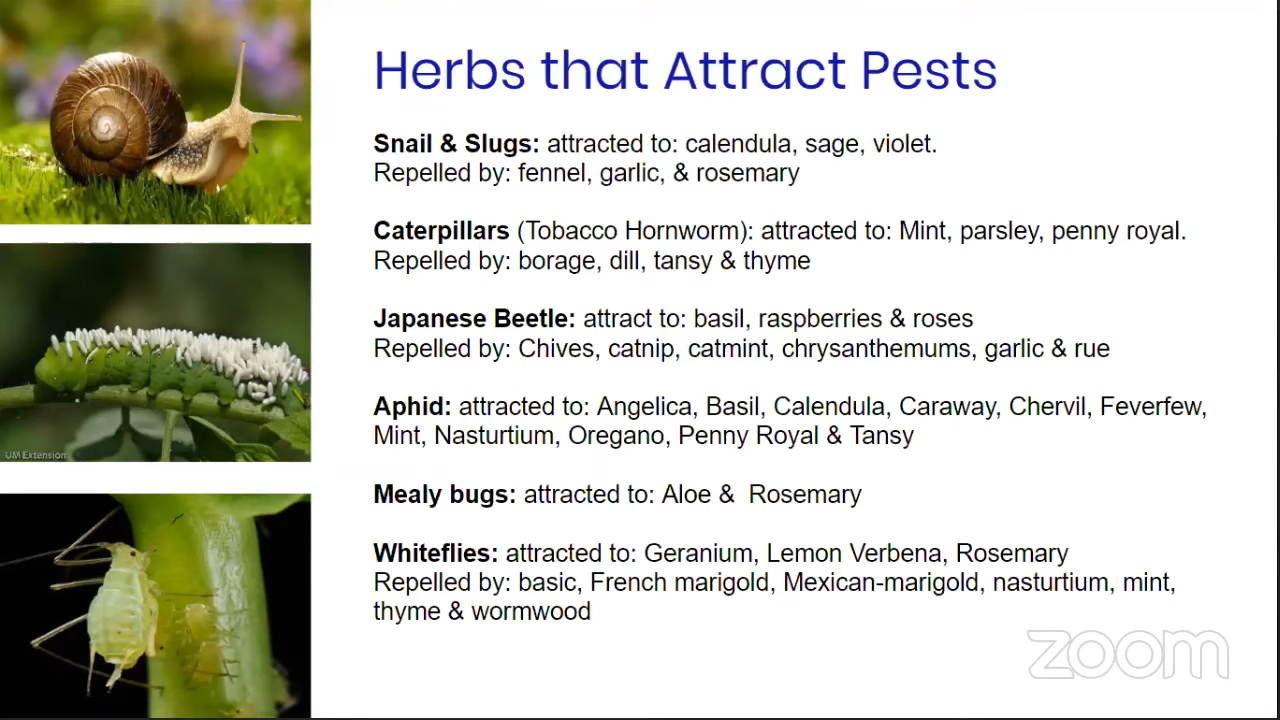 Herbs that Attract Pests
Snail & Slugs: attracted to: calendula, sage, violet.
Repelled by: fennel, garlic, & rosemary
Caterpillars (Tobacco Hornworm): attracted to: Mint, parsley, penny royal.
Repelled by: borage, dill, tansy & thyme
Japanese Beetle: attract to: basil, raspberries & roses
Repelled by: Chives, catnip, catmint, chrysanthemums, garlic & rue
Aphid: attracted to: Angelica, Basil, Calendula, Caraway, Chervil, Feverfew,
Mint, Nasturtium, Oregano, Penny Royal & Tansy
Mealy bugs: attracted to: Aloe & Rosemary
Whiteflies: attracted to: Geranium, Lemon Verbena, Rosemary
Repelled by: basic, French marigold, Mexican-marigold, nasturtium, mint,
thyme & wormwood
UM Extension
zoom